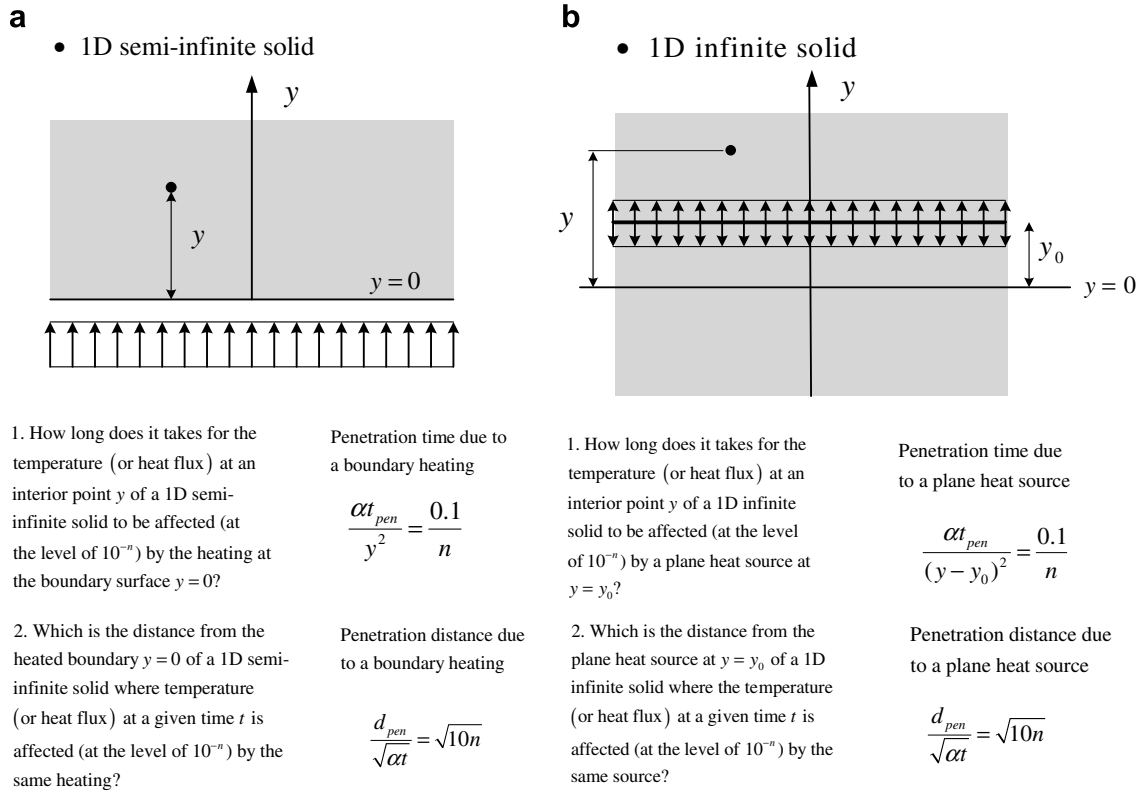 a
• 1D semi-infinite solid
y
y
y = 0
1. How long does it takes for the
temperature (or heat flux) at an
interior point y of a 1D semi-
infinite solid to be affected (at
the level of 10⁻ⁿ) by the heating at
the boundary surface y = 0?
Penetration time due to
a boundary heating
αt_pen / y² = 0.1 / n
2. Which is the distance from the
heated boundary y = 0 of a 1D semi-
infinite solid where temperature
(or heat flux) at a given time t is
affected (at the level of 10⁻ⁿ) by the
same heating?
Penetration distance due
to a boundary heating
d_pen / √αt = √10n
b
• 1D infinite solid
y
y
y₀
y = 0
1. How long does it takes for the
temperature (or heat flux) at an
interior point y of a 1D infinite
solid to be affected (at the level
of 10⁻ⁿ) by a plane heat source at
y = y₀?
Penetration time due
to a plane heat source
αt_pen / (y − y₀)² = 0.1 / n
2. Which is the distance from the
plane heat source at y = y₀ of a 1D
infinite solid where the temperature
(or heat flux) at a given time t is
affected (at the level of 10⁻ⁿ) by the
same source?
Penetration distance due
to a plane heat source
d_pen / √αt = √10n